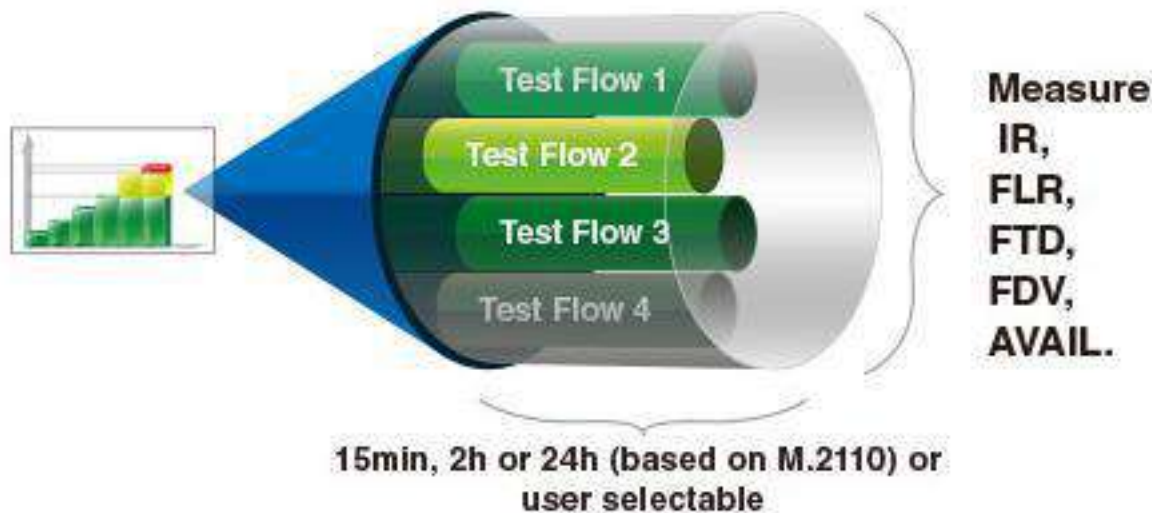 Test Flow 1
Test Flow 2
Test Flow 3
Test Flow 4
Measure
IR,
FLR,
FTD,
FDV,
AVAIL.
15min, 2h or 24h (based on M.2110) or
user selectable